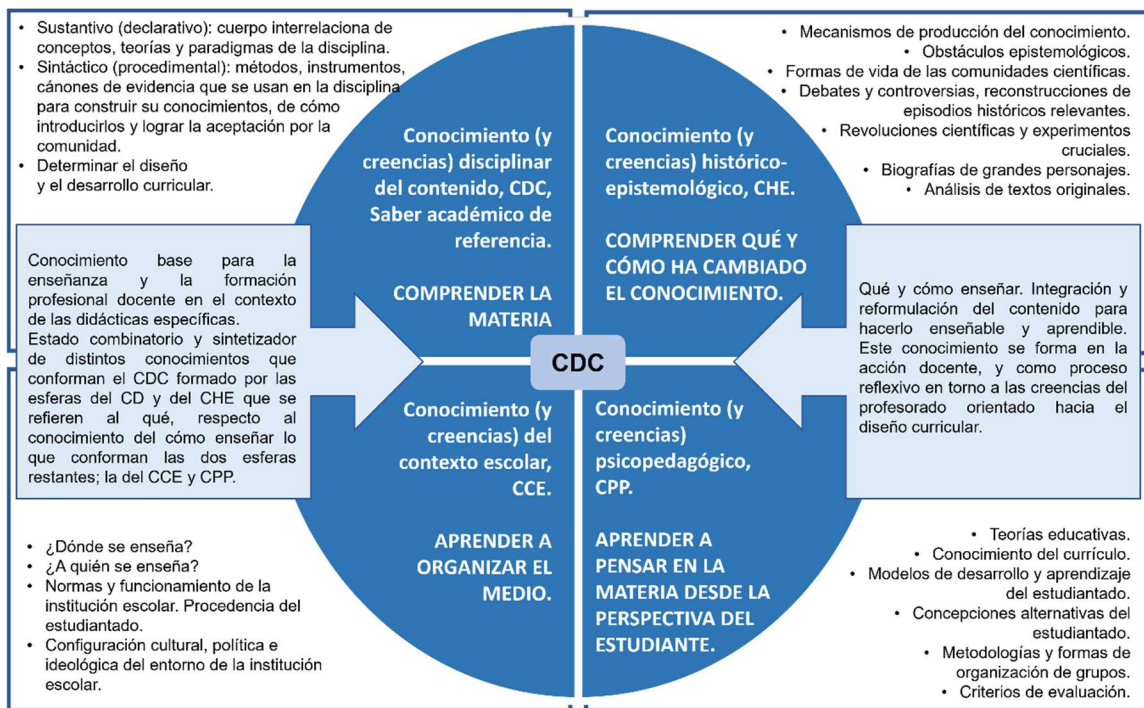 • Sustantivo (declarativo): cuerpo interrelaciona de
conceptos, teorías y paradigmas de la disciplina.
• Sintáctico (procedimental): métodos, instrumentos,
cánones de evidencia que se usan en la disciplina
para construir su conocimientos, de cómo
introducirlos y lograr la aceptación por la
comunidad.
• Determinar el diseño
y el desarrollo curricular.
Conocimiento (y
creencias) disciplinar
del contenido, CDC,
Saber académico de
referencia.
COMPRENDER LA
MATERIA
Conocimiento (y
creencias) histórico-
epistemológico, CHE.
COMPRENDER QUÉ Y
CÓMO HA CAMBIADO
EL CONOCIMIENTO.
• Mecanismos de producción del conocimiento.
• Obstáculos epistemológicos.
• Formas de vida de las comunidades científicas.
• Debates y controversias, reconstrucciones de
episodios históricos relevantes.
• Revoluciones científicas y experimentos
cruciales.
• Biografías de grandes personajes.
• Análisis de textos originales.
Conocimiento base para la
enseñanza y la formación
profesional docente en el contexto
de las didácticas específicas.
Estado combinatorio y sintetizador
de distintos conocimientos que
conforman el CDC formado por las
esferas del CD y del CHE que se
refieren al qué, respecto al
conocimiento del cómo enseñar lo
que conforman las dos esferas
restantes; la del CCE y CPP.
CDC
Qué y cómo enseñar. Integración y
reformulación del contenido para
hacerlo enseñable y aprendible.
Este conocimiento se forma en la
acción docente, y como proceso
reflexivo en torno a las creencias del
profesorado orientado hacia el
diseño curricular.
Conocimiento (y
creencias) del
contexto escolar,
CCE.
APRENDER A
ORGANIZAR EL
MEDIO.
Conocimiento (y
creencias)
psicopedagógico,
CPP.
APRENDER A
PENSAR EN LA
MATERIA DESDE LA
PERSPECTIVA DEL
ESTUDIANTE.
• ¿Dónde se enseña?
• ¿A quién se enseña?
• Normas y funcionamiento de la
institución escolar. Procedencia del
estudiantado.
• Configuración cultural, política e
ideológica del entorno de la institución
escolar.
• Teorías educativas.
• Conocimiento del currículo.
• Modelos de desarrollo y aprendizaje
del estudiantado.
• Concepciones alternativas del
estudiantado.
• Metodologías y formas de
organización de grupos.
• Criterios de evaluación.